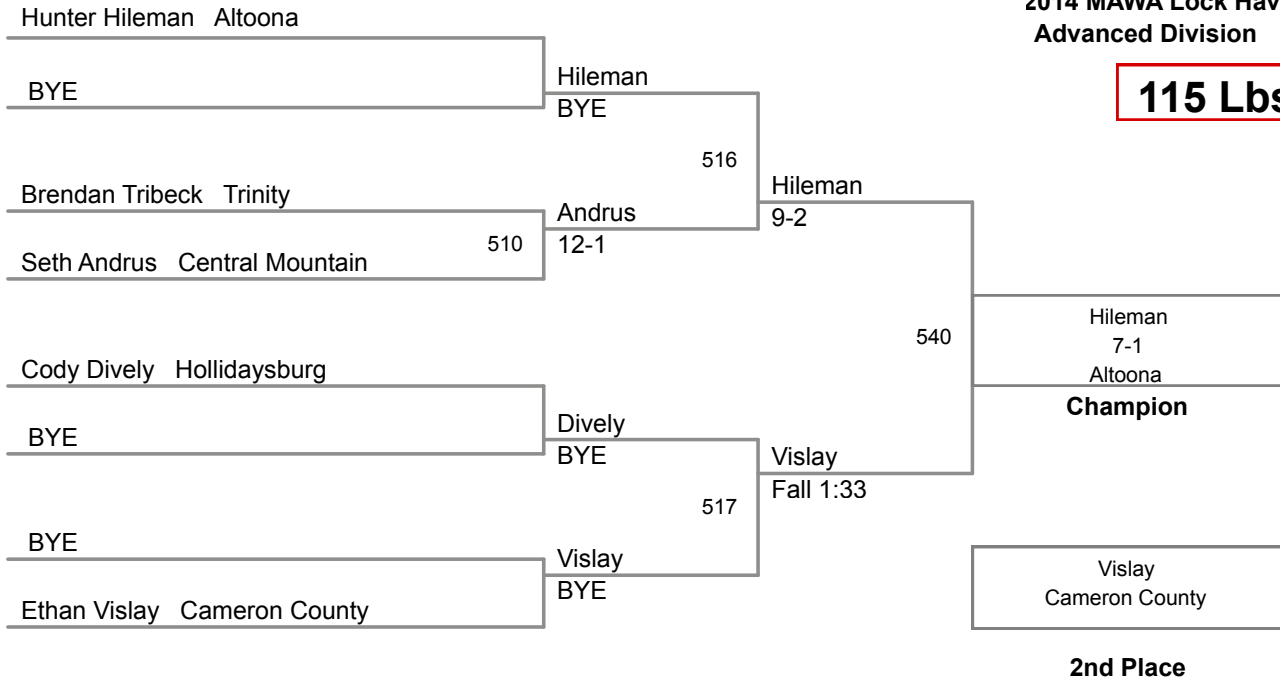 2014 MAWA Lock Hav
Advanced Division
115 Lbs
Hunter Hileman Altoona
BYE
Hileman
BYE
516
Brendan Tribeck Trinity
Seth Andrus Central Mountain
510
Andrus
12-1
Hileman
9-2
540
Cody Dively Hollidaysburg
BYE
Dively
BYE
517
BYE
Ethan Vislay Cameron County
Vislay
BYE
Vislay
Fall 1:33
Hileman
7-1
Altoona
Champion
Vislay
Cameron County
2nd Place